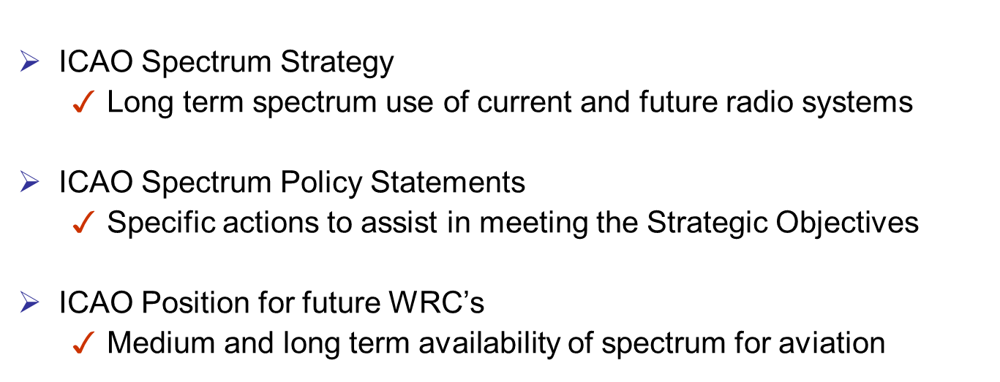 ➢ ICAO Spectrum Strategy
✓ Long term spectrum use of current and future radio systems
➢ ICAO Spectrum Policy Statements
✓ Specific actions to assist in meeting the Strategic Objectives
➢ ICAO Position for future WRC’s
✓ Medium and long term availability of spectrum for aviation